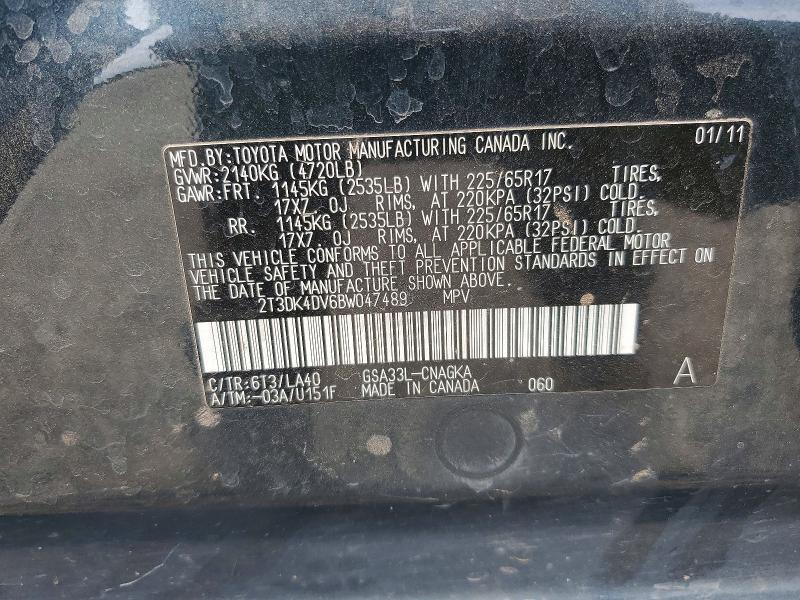 MFD.BY:TOYOTA MOTOR MANUFACTURING CANADA INC. 01/11
GVWR:2140KG (4720LB)
GAWR:FRT. 1145KG (2535LB) WITH 225/65R17 TIRES,
17X7 0J RIMS, AT 220KPA (32PSI) COLD.
RR. 1145KG (2535LB) WITH 225/65R17 TIRES,
17X7 0J RIMS, AT 220KPA (32PSI) COLD.
THIS VEHICLE CONFORMS TO ALL APPLICABLE FEDERAL MOTOR
VEHICLE SAFETY AND THEFT PREVENTION STANDARDS IN EFFECT ON
THE DATE OF MANUFACTURE SHOWN ABOVE.
2T3DK4DV6BW047489 MPV
C/TR:6T3/LA40 GSA33L-CNAGKA
A/TM:-03A/U151F MADE IN CANADA 060 A